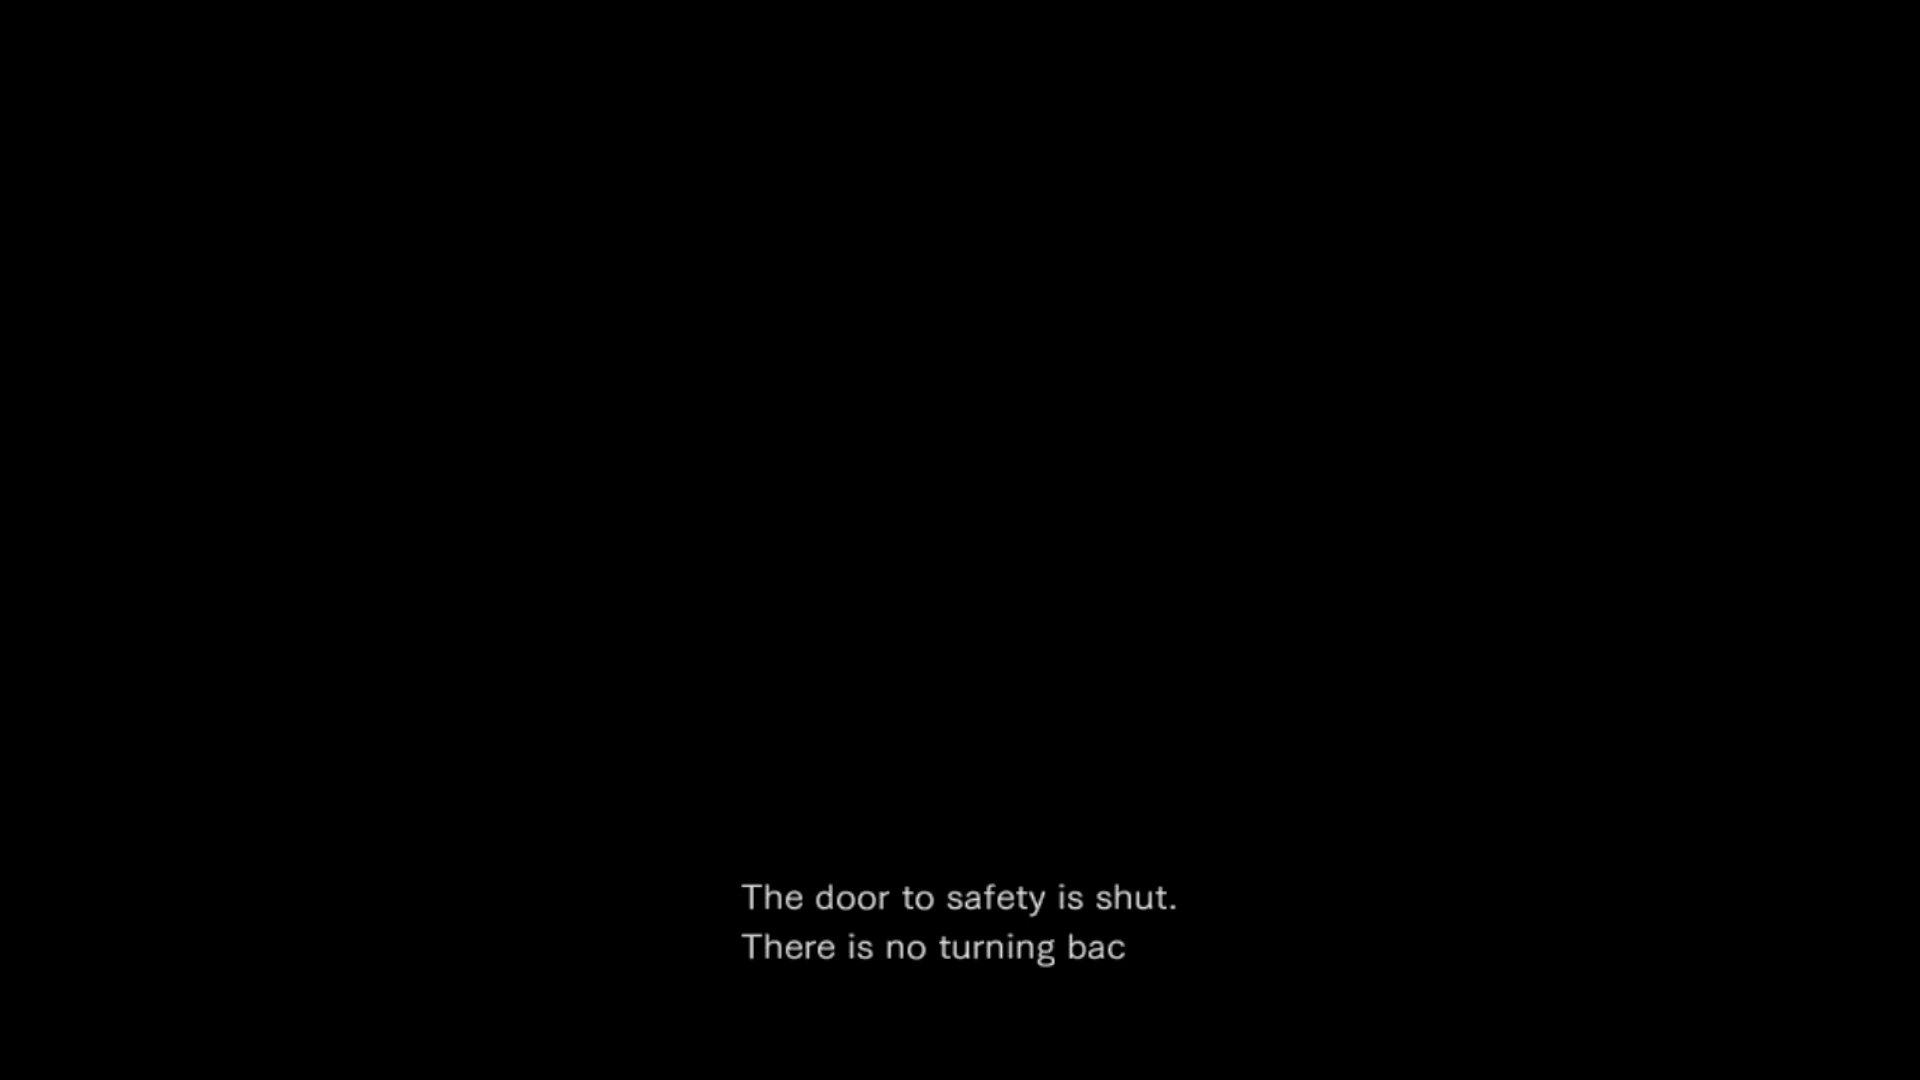 The door to safety is shut.
There is no turning bac